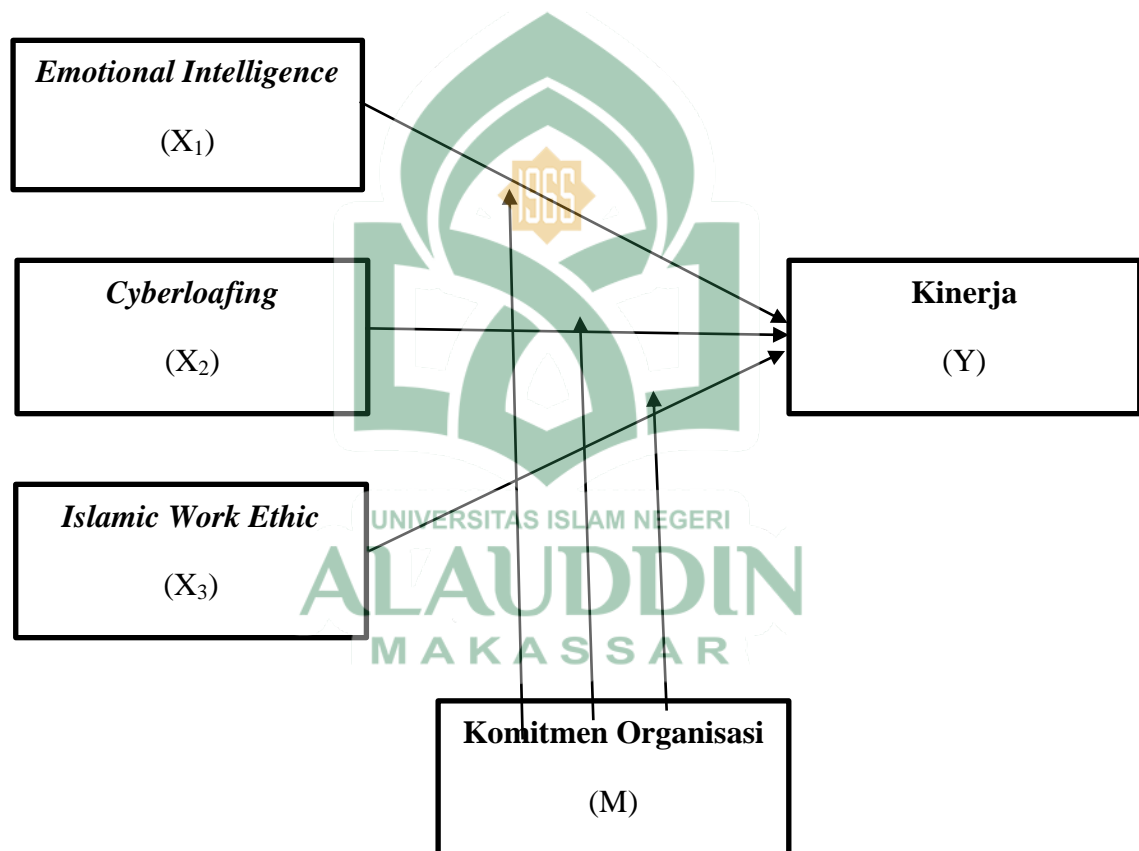 Emotional Intelligence
(X₁)
1965
Cyberloafing
(X₂)
Kinerja
(Y)
Islamic Work Ethic
(X₃)
UNIVERSITAS ISLAM NEGERI
ALAUDDIN
MAKASSAR
Komitmen Organisasi
(M)